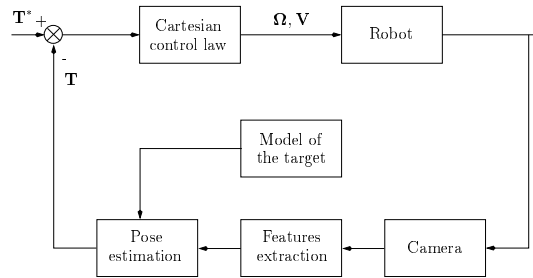 T* +
Cartesian
control law
Ω, V
Robot
-
T
Model of
the target
Pose
estimation
Features
extraction
Camera